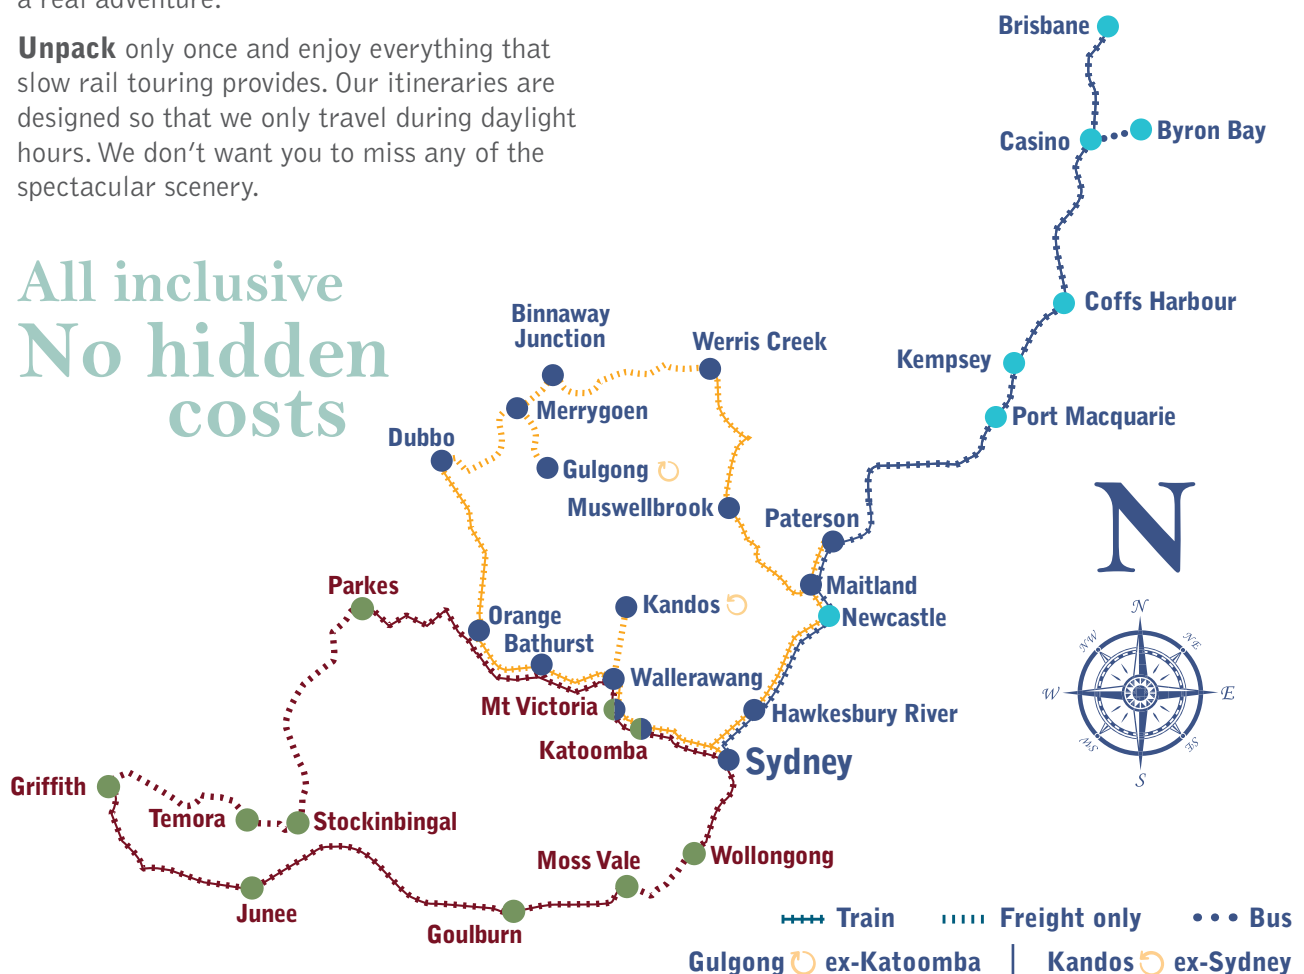 a real adventure.
Unpack only once and enjoy everything that
slow rail touring provides. Our itineraries are
designed so that we only travel during daylight
hours. We don't want you to miss any of the
spectacular scenery.
All inclusive
No hidden
costs
Brisbane
Casino
Byron Bay
Coffs Harbour
Kempsey
Port Macquarie
Binnaway
Junction
Werris Creek
Merrygoen
Dubbo
Gulgong
Muswellbrook
Paterson
Maitland
Newcastle
Parkes
Kandos
Orange
Bathurst
Wallerawang
Mt Victoria
Hawkesbury River
Katoomba
Sydney
Griffith
Temora
Stockinbingal
Wollongong
Moss Vale
Junee
Goulburn
N
N
NW
NE
W
E
SW
SE
S
Train
Freight only
Bus
Gulgong ex-Katoomba
Kandos ex-Sydney